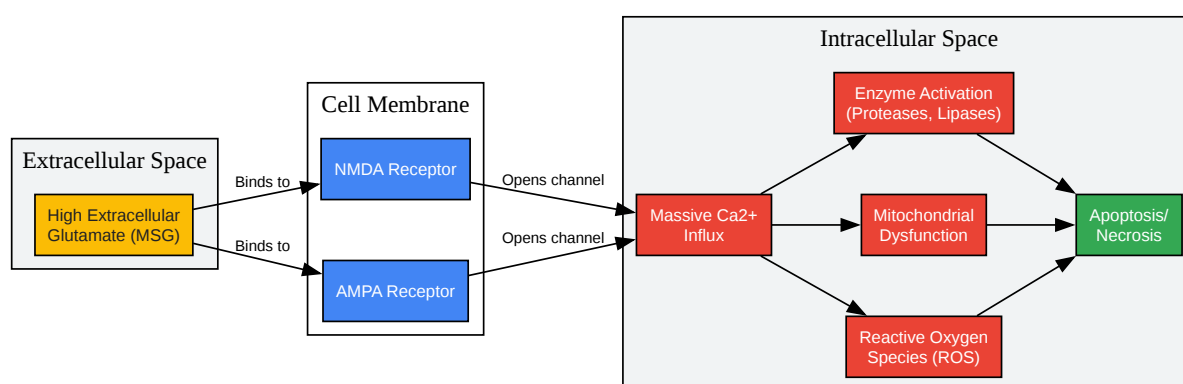 Extracellular Space
High Extracellular
Glutamate (MSG)
Binds to
Binds to
Cell Membrane
NMDA Receptor
AMPA Receptor
Opens channel
Opens channel
Intracellular Space
Massive Ca2+
Influx
Enzyme Activation
(Proteases, Lipases)
Mitochondrial
Dysfunction
Reactive Oxygen
Species (ROS)
Apoptosis/
Necrosis